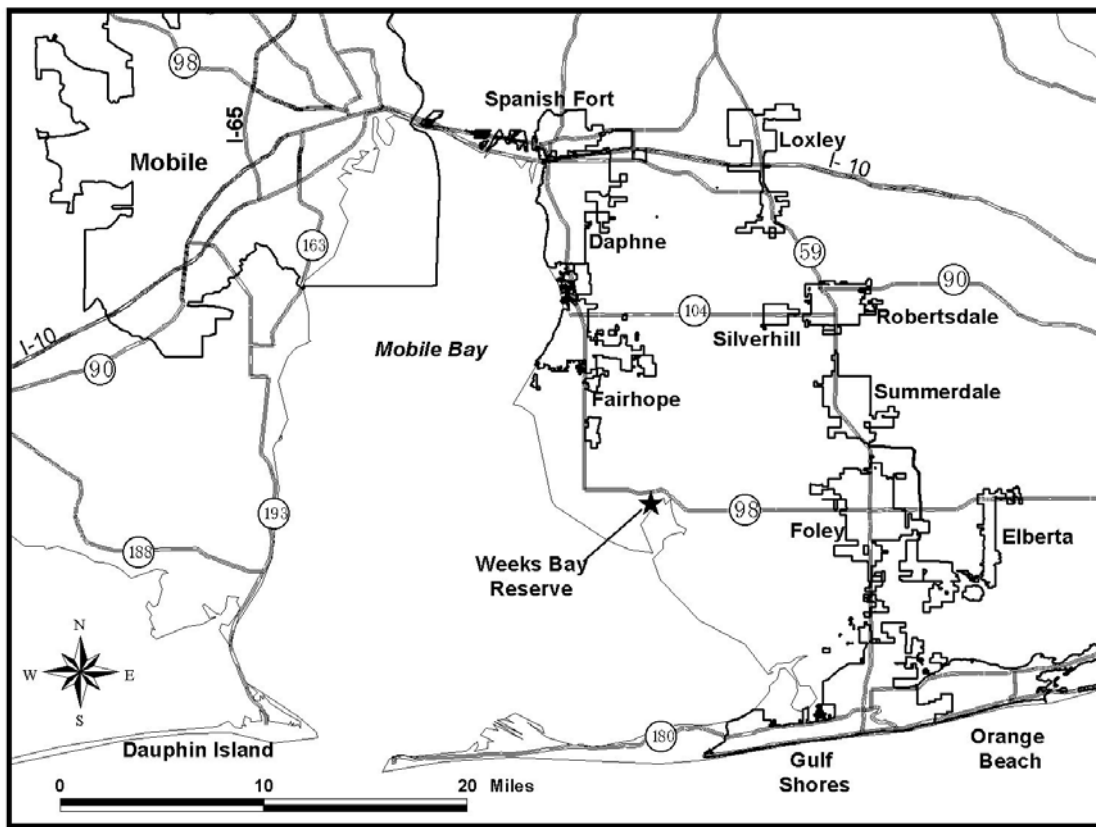 98
I-65
Mobile
Spanish Fort
Loxley
I- 10
163
Daphne
59
90
104
Silverhill
Robertsdale
I-10
90
Mobile Bay
Fairhope
Summerdale
193
98
Foley
Elberta
188
Weeks Bay
Reserve
N
W E
S
180
Dauphin Island
Gulf
Shores
Orange
Beach
0 10 20 Miles